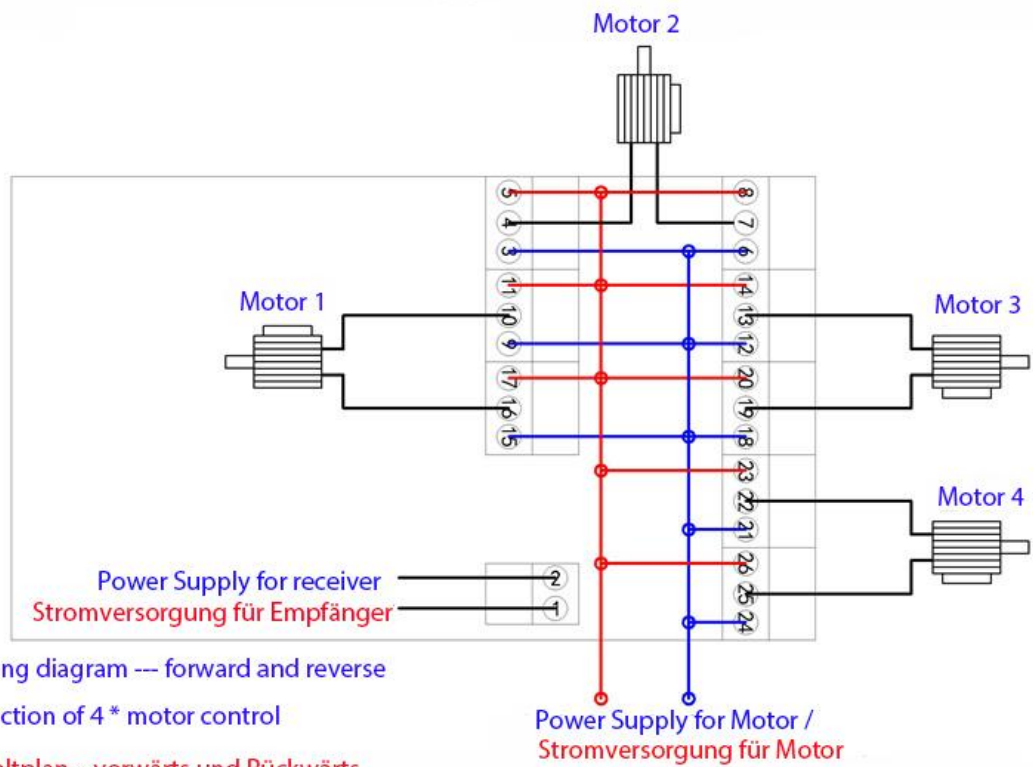 Motor 2
5
8
4
7
3
6
11
14
Motor 1
Motor 3
10
13
9
12
17
20
16
19
15
18
23
22
Motor 4
21
26
Power Supply for receiver
2
25
Stromversorgung für Empfänger
1
24
ng diagram --- forward and reverse
ction of 4 * motor control
Power Supply for Motor /
Stromversorgung für Motor
vorwärts und Rückwärts